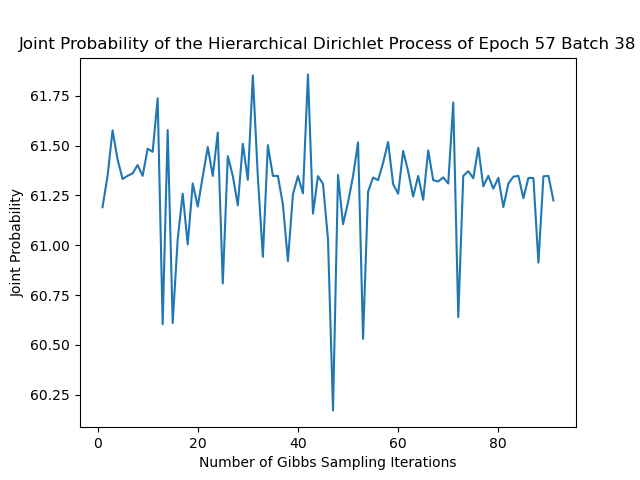 Joint Probability of the Hierarchical Dirichlet Process of Epoch 57 Batch 38
61.75
61.50
61.25
61.00
60.75
60.50
60.25
Joint Probability
0 20 40 60 80
Number of Gibbs Sampling Iterations